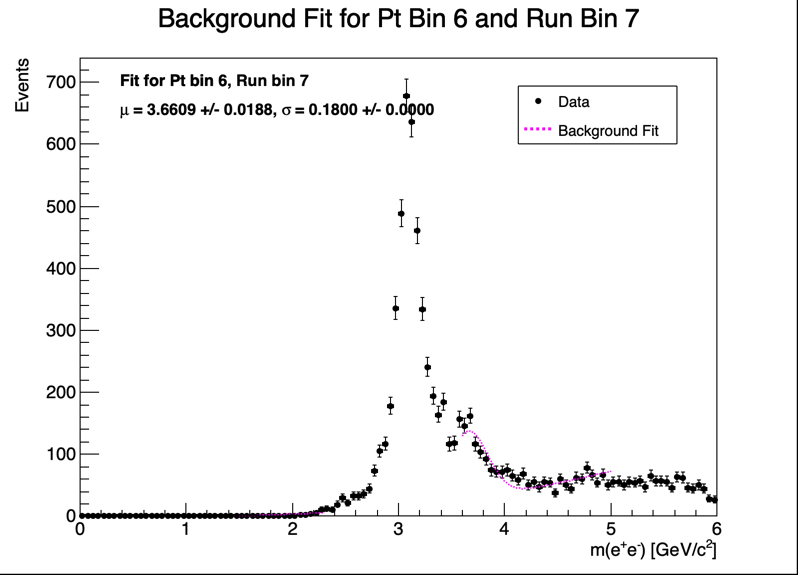 Background Fit for Pt Bin 6 and Run Bin 7
Events
Fit for Pt bin 6, Run bin 7
μ = 3.6609 +/- 0.0188, σ = 0.1800 +/- 0.0000
Data
Background Fit
700
600
500
400
300
200
100
0
0 1 2 3 4 5 6
m(e⁺e⁻) [GeV/c²]